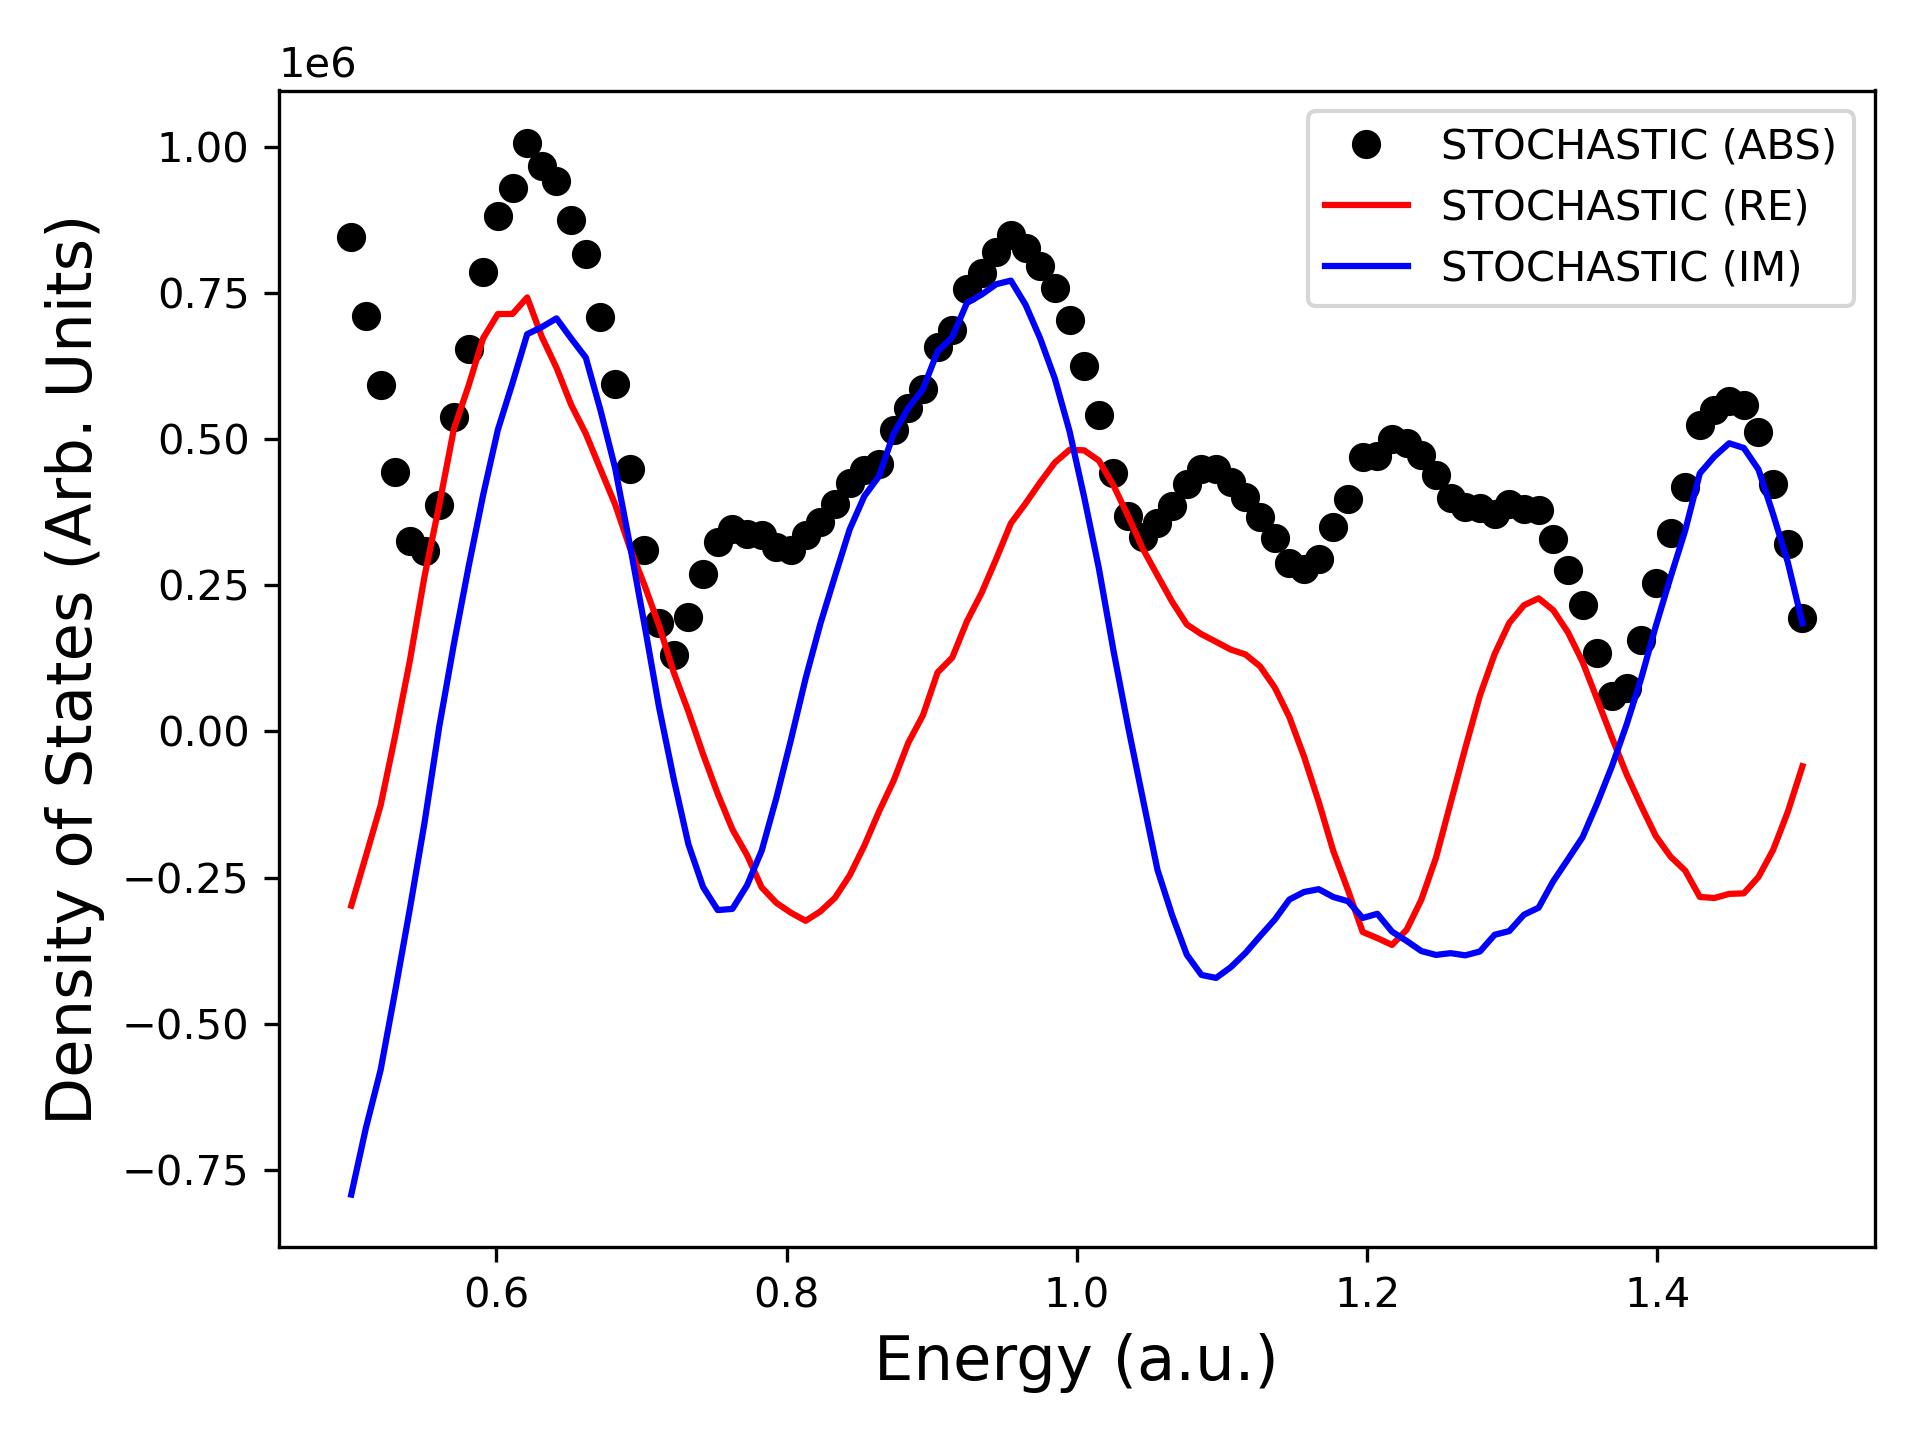 1e6
1.00
0.75
0.50
0.25
0.00
−0.25
−0.50
−0.75
Density of States (Arb. Units)
STOCHASTIC (ABS)
STOCHASTIC (RE)
STOCHASTIC (IM)
0.6 0.8 1.0 1.2 1.4
Energy (a.u.)